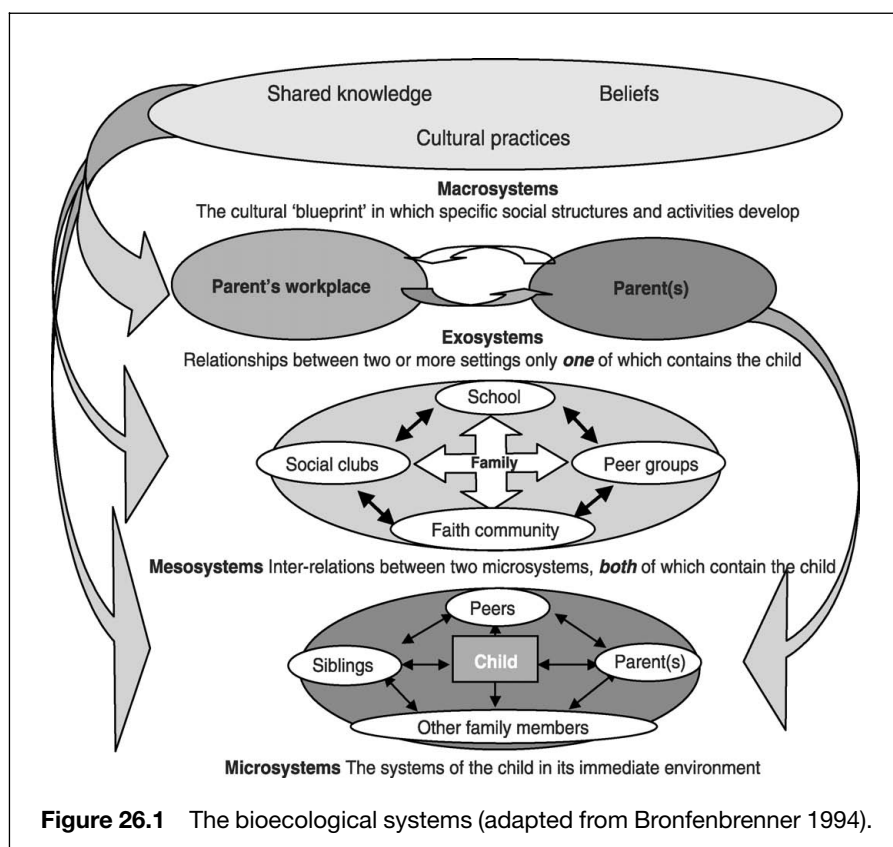 Shared knowledge Beliefs
Cultural practices
Macrosystems
The cultural 'blueprint' in which specific social structures and activities develop
Parent's workplace Parent(s)
Exosystems
Relationships between two or more settings only one of which contains the child
School
Social clubs Family Peer groups
Faith community
Mesosystems Inter-relations between two microsystems, both of which contain the child
Peers
Siblings Child Parent(s)
Other family members
Microsystems The systems of the child in its immediate environment
Figure 26.1 The bioecological systems (adapted from Bronfenbrenner 1994).